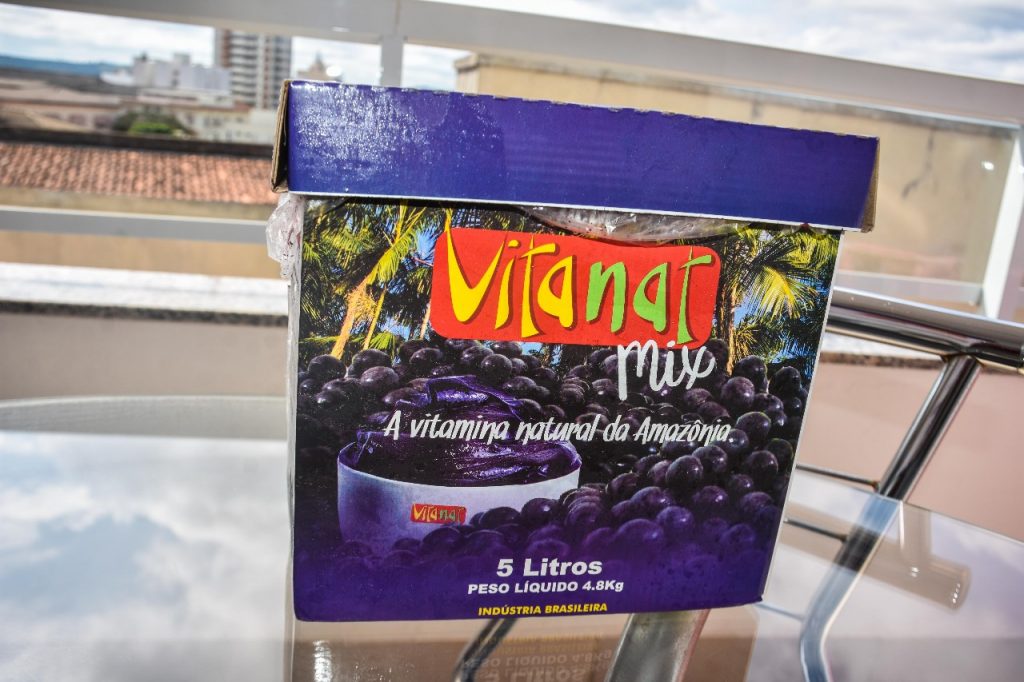 Vitanat
mix
A vitamina natural da Amazônia.
Vitanat
5 Litros
PESO LÍQUIDO 4.8Kg
INDÚSTRIA BRASILEIRA